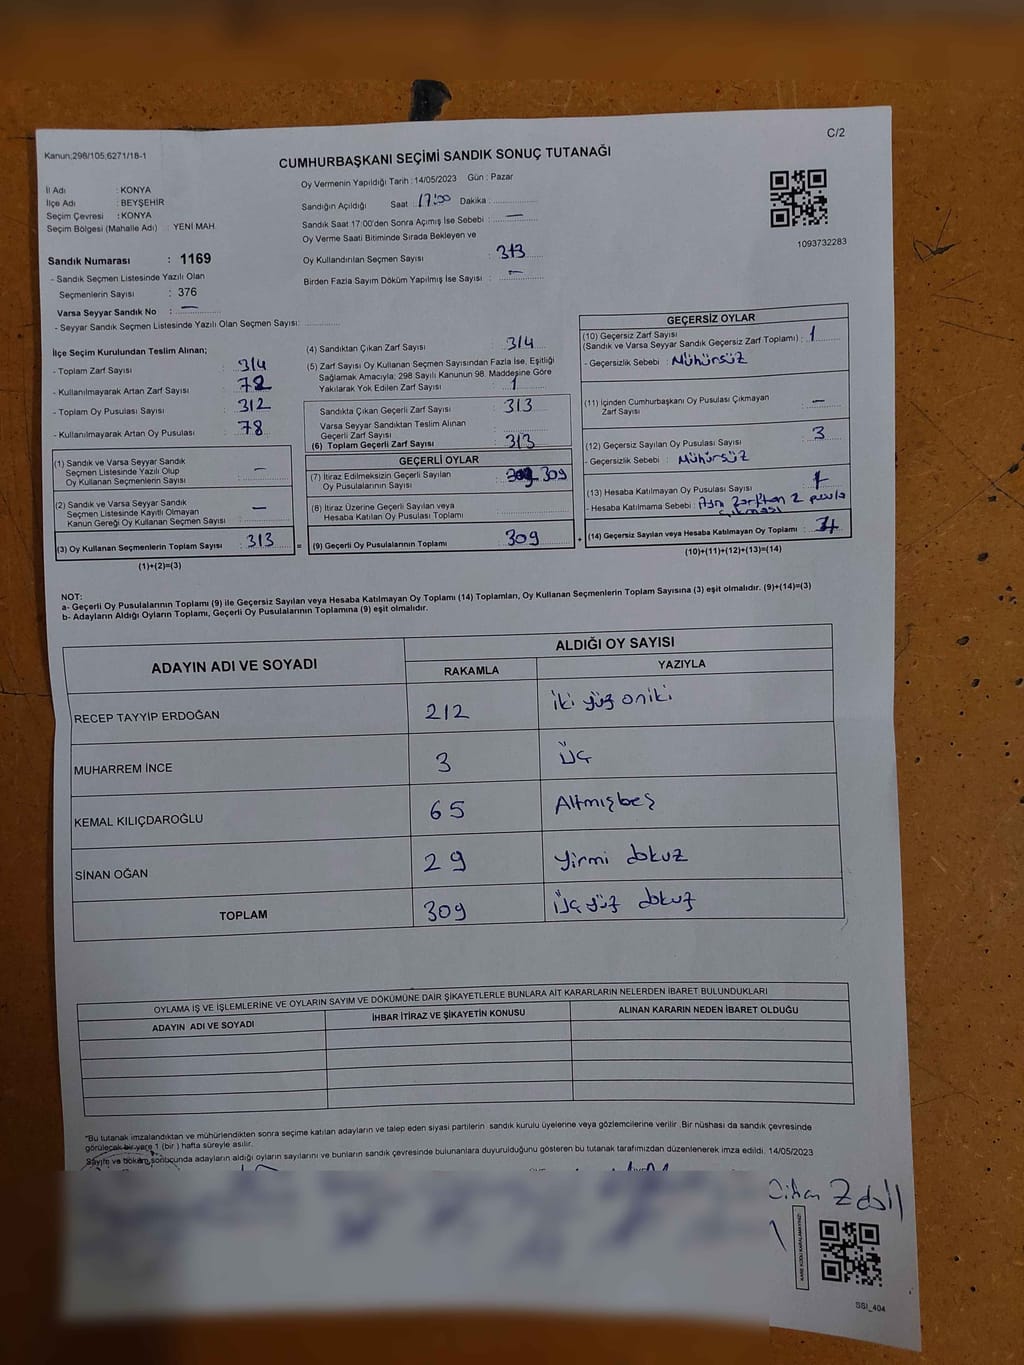 C/2
Kanun;298/105,6271/18-1
CUMHURBAŞKANI SEÇİMİ SANDIK SONUÇ TUTANAĞI
İl Adı : KONYA
İlçe Adı : BEYŞEHİR
Seçim Çevresi : KONYA
Seçim Bölgesi (Mahalle Adı) : YENİ MAH.
Sandık Numarası : 1169
- Sandık Seçmen Listesinde Yazılı Olan
Seçmenlerin Sayısı : 376
Varsa Seyyar Sandık No : —
- Seyyar Sandık Seçmen Listesinde Yazılı Olan Seçmen Sayısı:
Oy Vermenin Yapıldığı Tarih : 14/05/2023 Gün : Pazar
Sandığın Açıldığı Saat : 17:00 Dakika :
Sandık Saat 17:00'den Sonra Açımış İse Sebebi : —
Oy Verme Saati Bitiminde Sırada Bekleyen ve
Oy Kullandırılan Seçmen Sayısı : 313
Birden Fazla Sayım Döküm Yapılmış İse Sayısı : —
1093732283
İlçe Seçim Kurulundan Teslim Alınan;
- Toplam Zarf Sayısı : 314
- Kullanılmayarak Artan Zarf Sayısı : 78
- Toplam Oy Pusulası Sayısı : 312
- Kullanılmayarak Artan Oy Pusulası : 78
(1) Sandık ve Varsa Seyyar Sandık
Seçmen Listesinde Yazılı Olup
Oy Kullanan Seçmenlerin Sayısı : —
(2) Sandık ve Varsa Seyyar Sandık
Seçmen Listesinde Kayıtlı Olmayan
Kanun Gereği Oy Kullanan Seçmen Sayısı : —
(3) Oy Kullanan Seçmenlerin Toplam Sayısı : 313
(1)+(2)=(3)
(4) Sandıktan Çıkan Zarf Sayısı : 314
(5) Zarf Sayısı Oy Kullanan Seçmen Sayısından Fazla İse, Eşitliği
Sağlamak Amacıyla; 298 Sayılı Kanunun 98. Maddesine Göre
Yakılarak Yok Edilen Zarf Sayısı : 1
Sandıkta Çıkan Geçerli Zarf Sayısı : 313
Varsa Seyyar Sandıktan Teslim Alınan
Geçerli Zarf Sayısı :
(6) Toplam Geçerli Zarf Sayısı : 313
GEÇERLİ OYLAR
(7) İtiraz Edilmeksizin Geçerli Sayılan
Oy Pusulalarının Sayısı : 309
(8) İtiraz Üzerine Geçerli Sayılan veya
Hesaba Katılan Oy Pusulası Toplamı :
= (9) Geçerli Oy Pusulalarının Toplamı : 309 +
GEÇERSİZ OYLAR
(10) Geçersiz Zarf Sayısı
(Sandık ve Varsa Seyyar Sandık Geçersiz Zarf Toplamı) : 1
- Geçersizlik Sebebi : Mühürsüz
(11) İçinden Cumhurbaşkanı Oy Pusulası Çıkmayan
Zarf Sayısı : —
(12) Geçersiz Sayılan Oy Pusulası Sayısı : 3
- Geçersizlik Sebebi : Mühürsüz
(13) Hesaba Katılmayan Oy Pusulası Sayısı : 1
- Hesaba Katılmama Sebebi : Aynı Zarftan 2 pusula
çıkması
(14) Geçersiz Sayılan veya Hesaba Katılmayan Oy Toplamı :
(10)+(11)+(12)+(13)=(14)
NOT:
a- Geçerli Oy Pusulalarının Toplamı (9) ile Geçersiz Sayılan veya Hesaba Katılmayan Oy Toplamı (14) Toplamları, Oy Kullanan Seçmenlerin Toplam Sayısına (3) eşit olmalıdır. (9)+(14)=(3)
b- Adayların Aldığı Oyların Toplamı, Geçerli Oy Pusulalarının Toplamına (9) eşit olmalıdır.
ADAYIN ADI VE SOYADI ALDIĞI OY SAYISI
RAKAMLA YAZIYLA
RECEP TAYYİP ERDOĞAN 212 iki yüz oniki
MUHARREM İNCE 3 üç
KEMAL KILIÇDAROĞLU 65 Altmışbeş
SİNAN OĞAN 29 Yirmi dokuz
TOPLAM 309 üç yüz dokuz
OYLAMA İŞ VE İŞLEMLERİNE VE OYLARIN SAYIM VE DÖKÜMÜNE DAİR ŞİKAYETLERLE BUNLARA AİT KARARLARIN NELERDEN İBARET BULUNDUKLARI
ADAYIN ADI VE SOYADI İHBAR İTİRAZ VE ŞİKAYETİN KONUSU ALINAN KARARIN NEDEN İBARET OLDUĞU
"Bu tutanak imzalandıktan ve mühürlendikten sonra seçime katılan adayların ve talep eden siyasi partilerin sandık kurulu üyelerine veya gözlemcilerine verilir .Bir nüshası da sandık çevresinde
görülecek bir yere 1 (bir ) hafta süreyle asılır.
Sayım ve döküm sonucunda adayların aldığı oyların sayılarını ve bunların sandık çevresinde bulunanlara duyurulduğunu gösteren bu tutanak tarafımızdan düzenlenerek imza edildi. 14/05/2023
KARE KODU KARALAMAYINIZ!
SSI_404